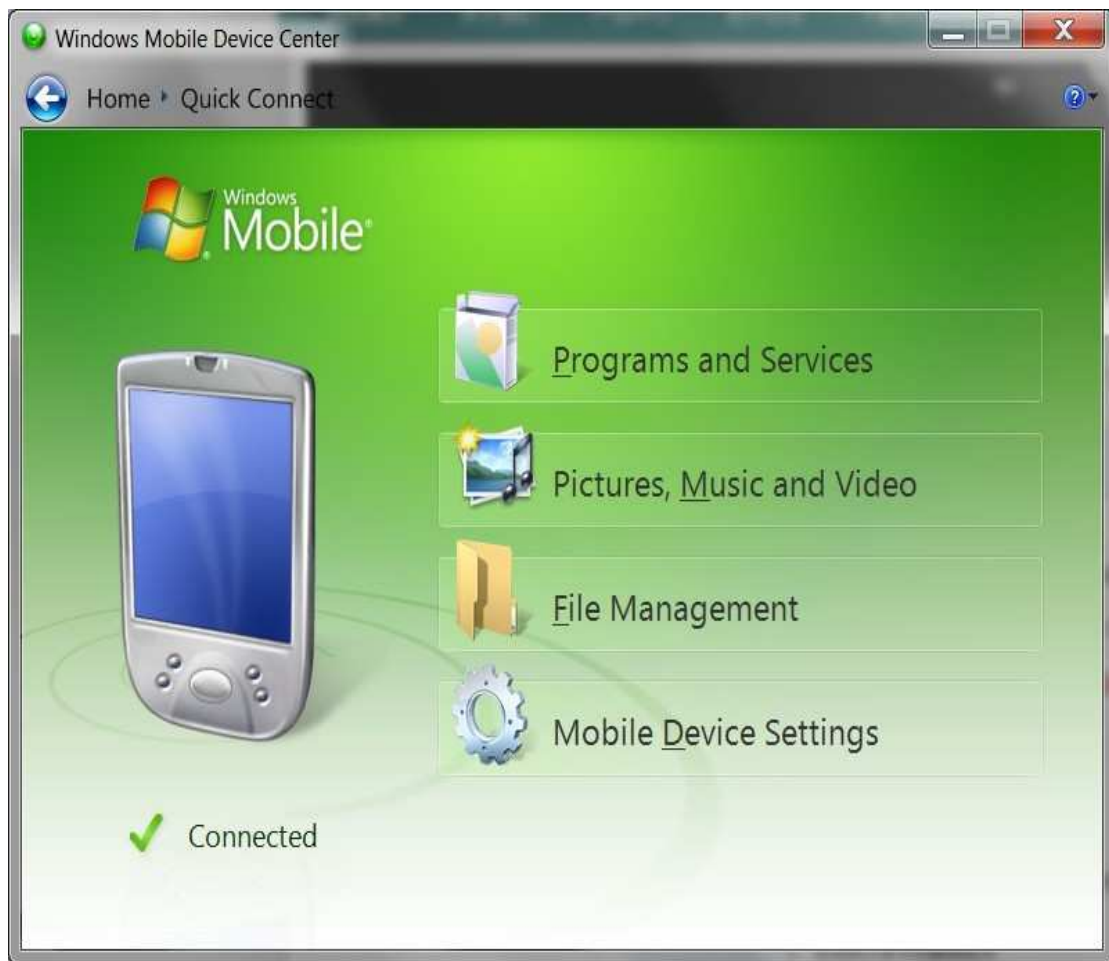 Windows Mobile Device Center
Home Quick Connect
Windows
Mobile®
Programs and Services
Pictures, Music and Video
File Management
Mobile Device Settings
Connected